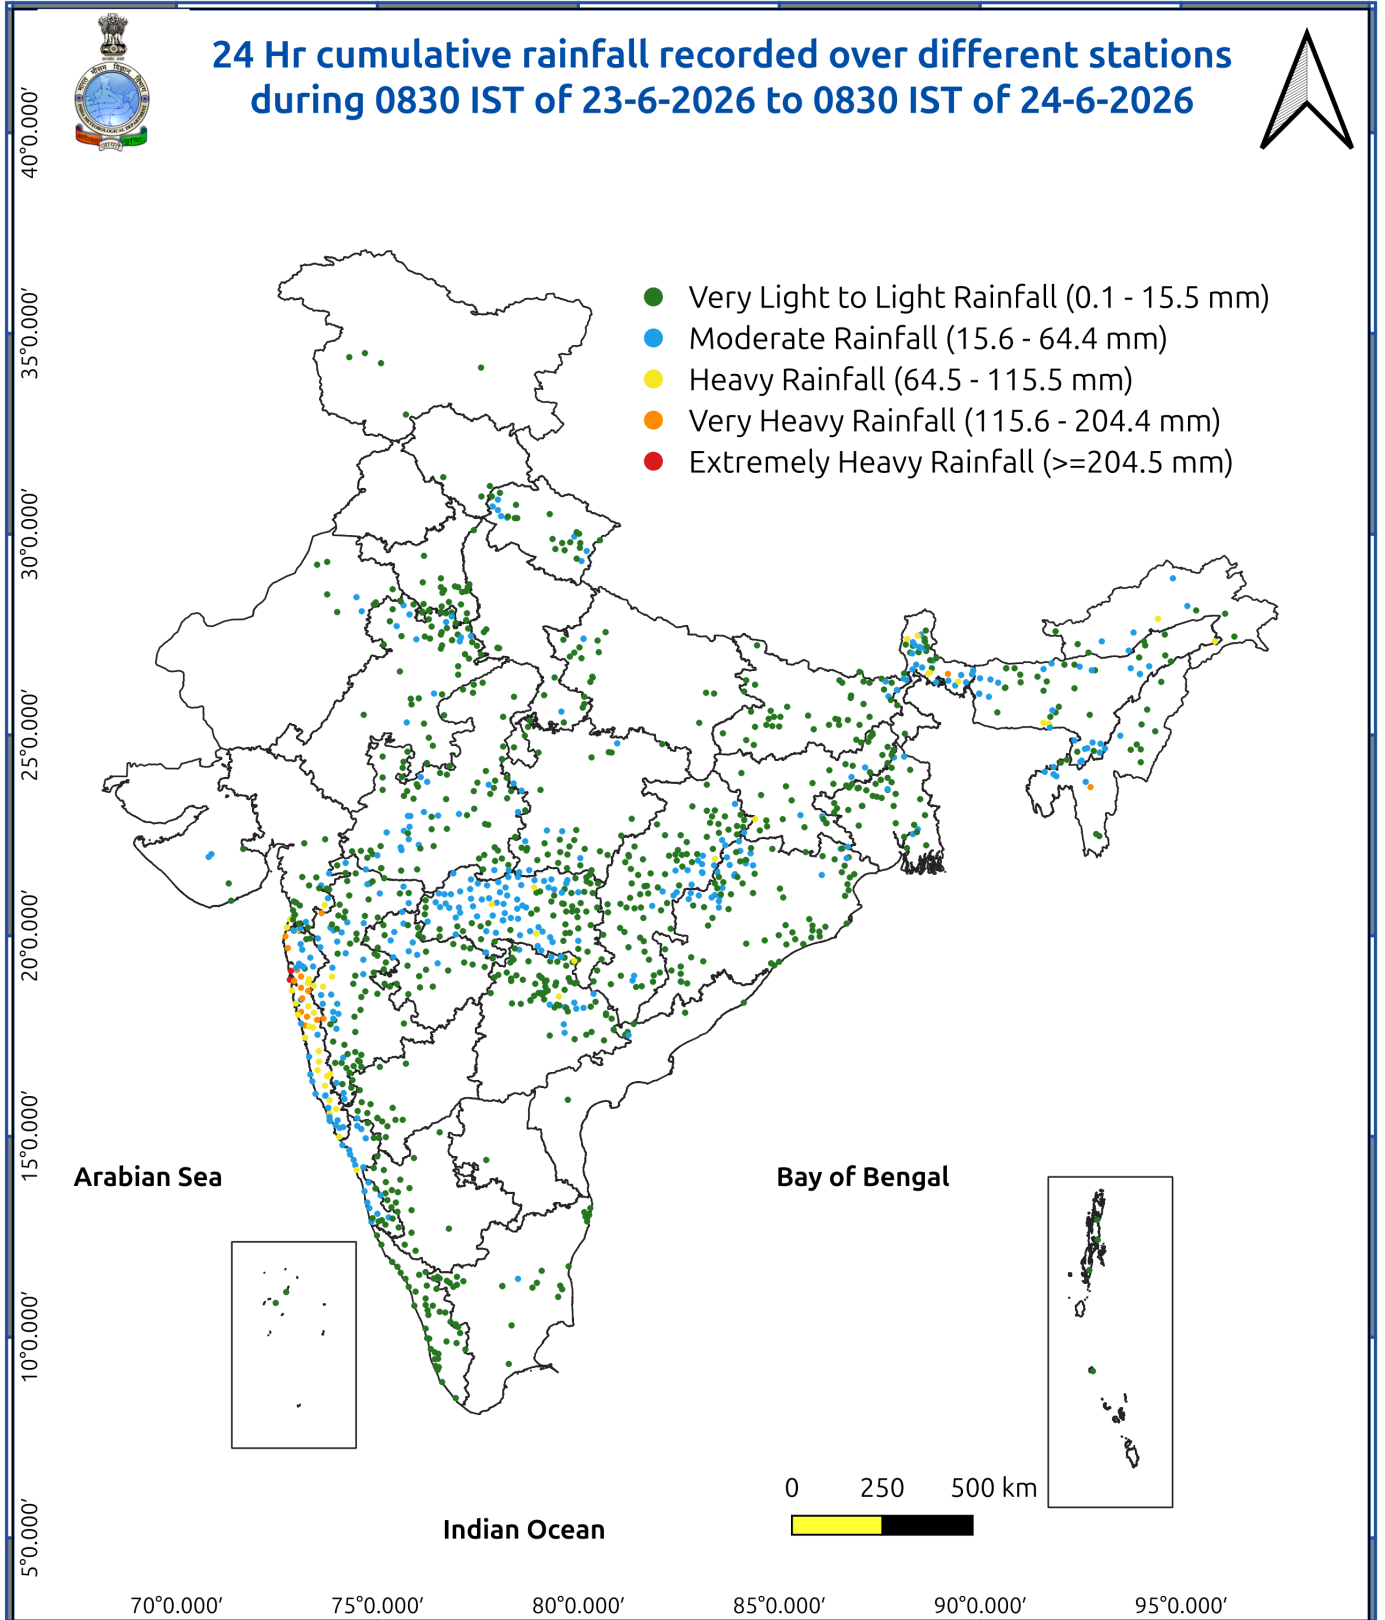 24 Hr cumulative rainfall recorded over different stations
during 0830 IST of 23-6-2026 to 0830 IST of 24-6-2026
Very Light to Light Rainfall (0.1 - 15.5 mm)
Moderate Rainfall (15.6 - 64.4 mm)
Heavy Rainfall (64.5 - 115.5 mm)
Very Heavy Rainfall (115.6 - 204.4 mm)
Extremely Heavy Rainfall (>=204.5 mm)
40°0.000′
35°0.000′
30°0.000′
25°0.000′
20°0.000′
15°0.000′
10°0.000′
5°0.000′
Arabian Sea
Bay of Bengal
Indian Ocean
0 250 500 km
70°0.000′ 75°0.000′ 80°0.000′ 85°0.000′ 90°0.000′ 95°0.000′